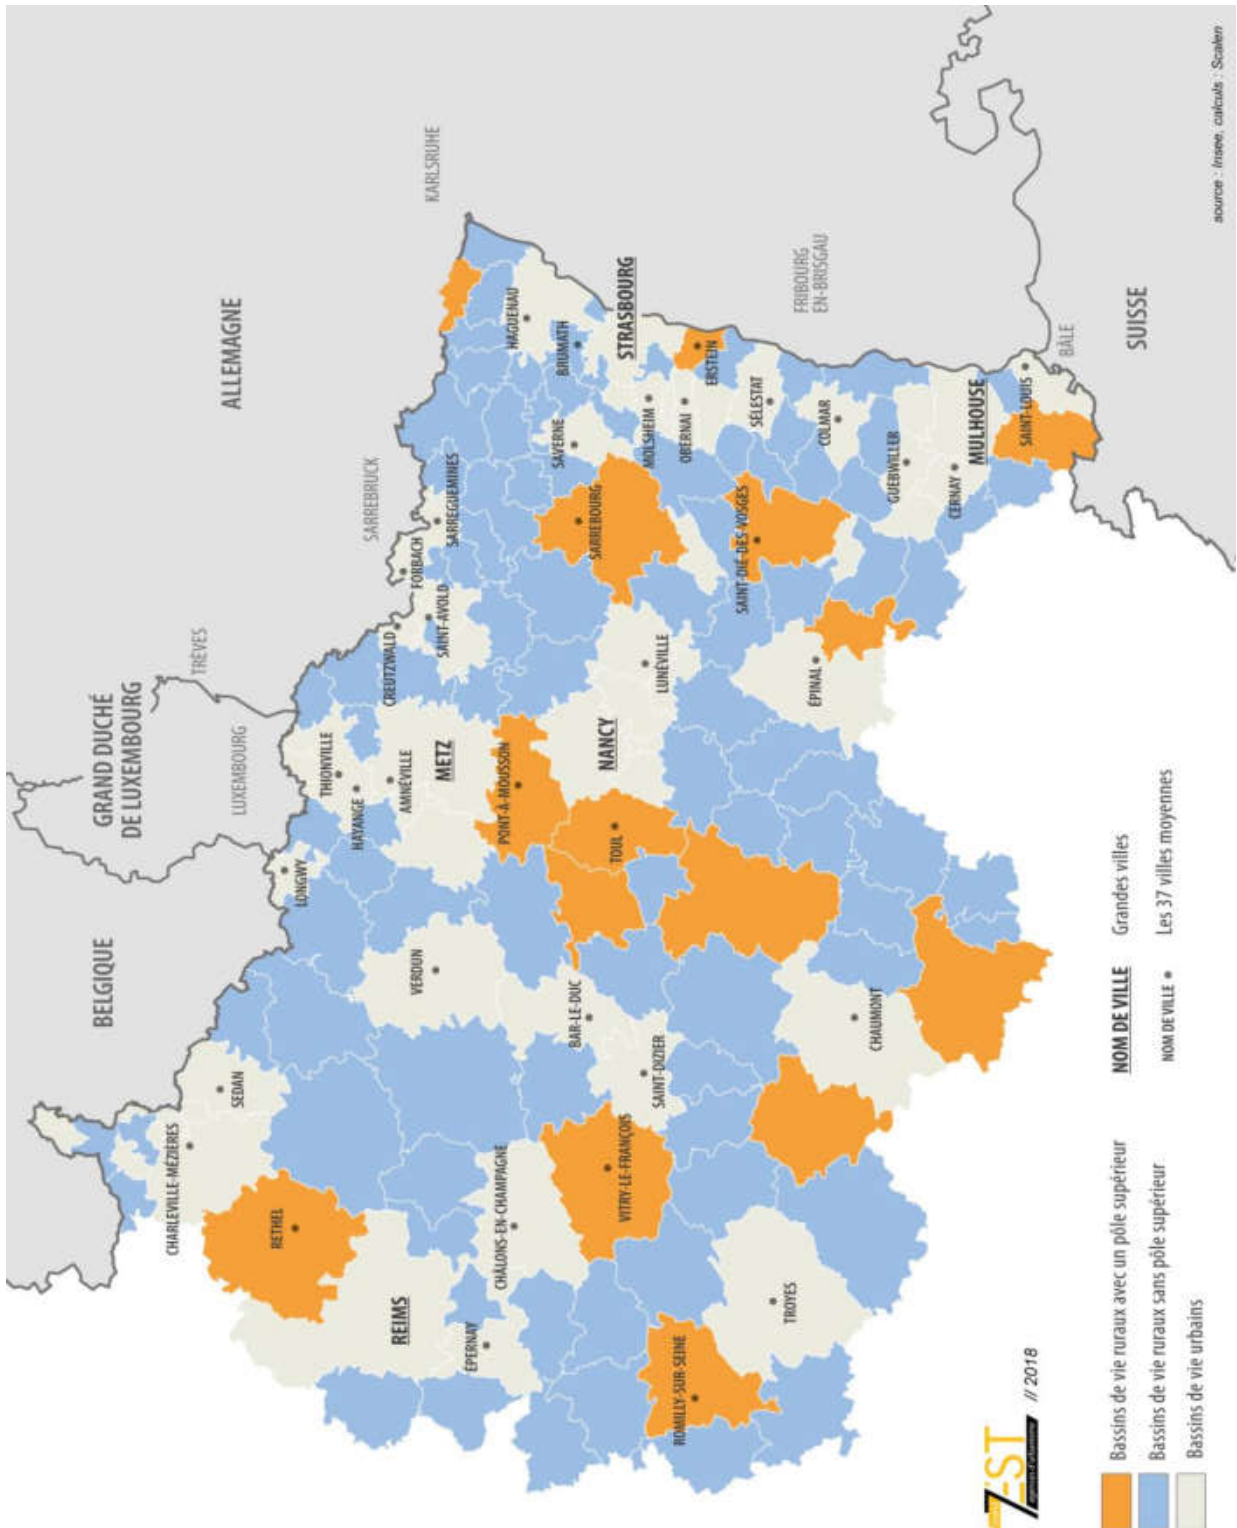 BELGIQUE
GRAND DUCHÉ
DE LUXEMBOURG
LUXEMBOURG
TRÈVES
ALLEMAGNE
SARREBRUCK
KARLSRUHE
FRIBOURG
EN-BRISGAU
BÂLE
SUISSE
CHARLEVILLE-MÉZIÈRES
SEDAN
RETHEL
REIMS
ÉPERNAY
CHÂLONS-EN-CHAMPAGNE
VITRY-LE-FRANÇOIS
ROMILLY-SUR-SEINE
TROYES
SAINT-DIZIER
BAR-LE-DUC
CHAUMONT
VERDUN
LONGWY
THIONVILLE
HAYANGE
AMNÉVILLE
METZ
PONT-À-MOUSSON
TOUL
NANCY
LUNÉVILLE
ÉPINAL
CREUTZWALD
SAINT-AVOLD
FORBACH
SARREGUEMINES
SARREBOURG
SAINT-DIÉ-DES-VOSGES
SAVERNE
HAGUENAU
BRUMATH
STRASBOURG
MOLSHEIM
OBERNAI
ERSTEIN
SÉLESTAT
COLMAR
GUEBWILLER
CERNAY
MULHOUSE
SAINT-LOUIS
7EST
agences d'urbanisme
// 2018
Bassins de vie ruraux avec un pôle supérieur
Bassins de vie ruraux sans pôle supérieur
Bassins de vie urbains
NOM DE VILLE Grandes villes
NOM DE VILLE Les 37 villes moyennes
source : Insee, calculs : Scalen